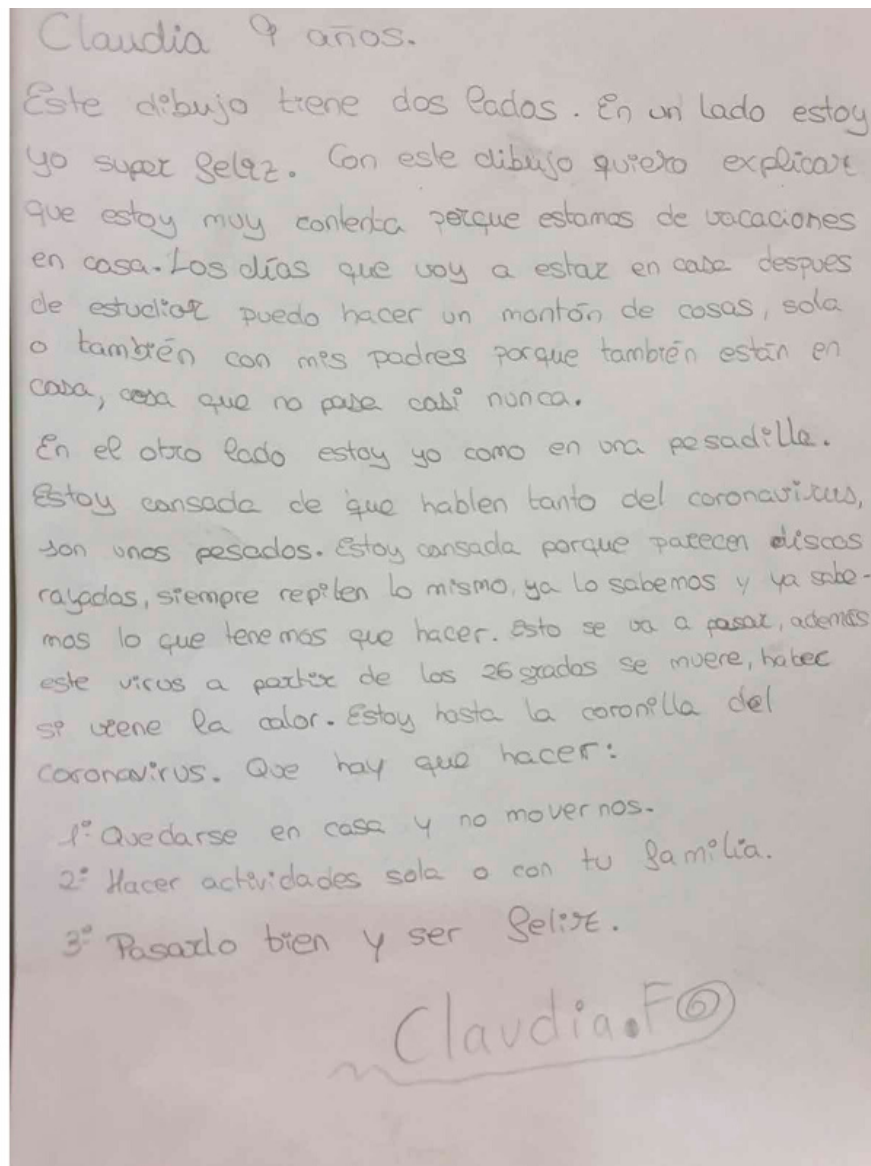 Claudia 9 años.
Este dibujo tiene dos lados. En un lado estoy
yo super feliz. Con este dibujo quiero explicar
que estoy muy contenta porque estamos de vacaciones
en casa. Los días que voy a estar en casa despues
de estudiar puedo hacer un montón de cosas, sola
o también con mis padres porque también están en
casa, cosa que no pasa casi nunca.
En el otro lado estoy yo como en una pesadilla.
Estoy cansada de que hablen tanto del coronavirus,
son unos pesados. Estoy cansada porque parecen discos
rayados, siempre repiten lo mismo, ya lo sabemos y ya sabe-
mos lo que tenemos que hacer. Esto se va a pasar, además
este virus a partir de los 26 grados se muere, haber
si viene la calor. Estoy hasta la coronilla del
coronavirus. Que hay que hacer:
1º Quedarse en casa y no movernos.
2º Hacer actividades sola o con tu familia.
3º Pasarlo bien y ser feliz.
Claudia.F